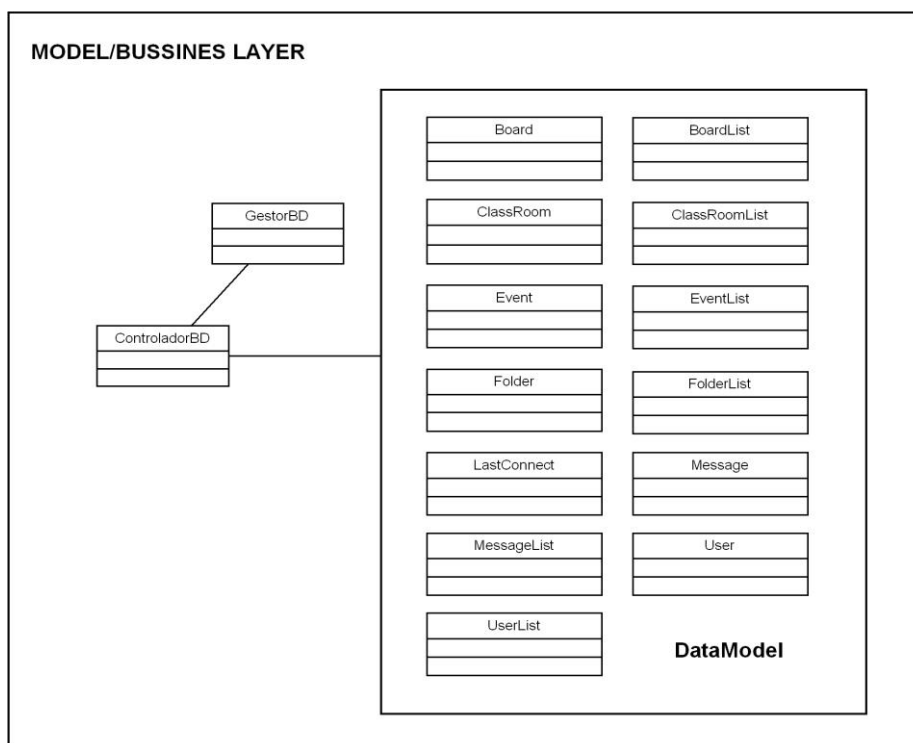 MODEL/BUSSINES LAYER
Board
BoardList
GestorBD
ClassRoom
ClassRoomList
Event
EventList
ControladorBD
Folder
FolderList
LastConnect
Message
MessageList
User
UserList
DataModel